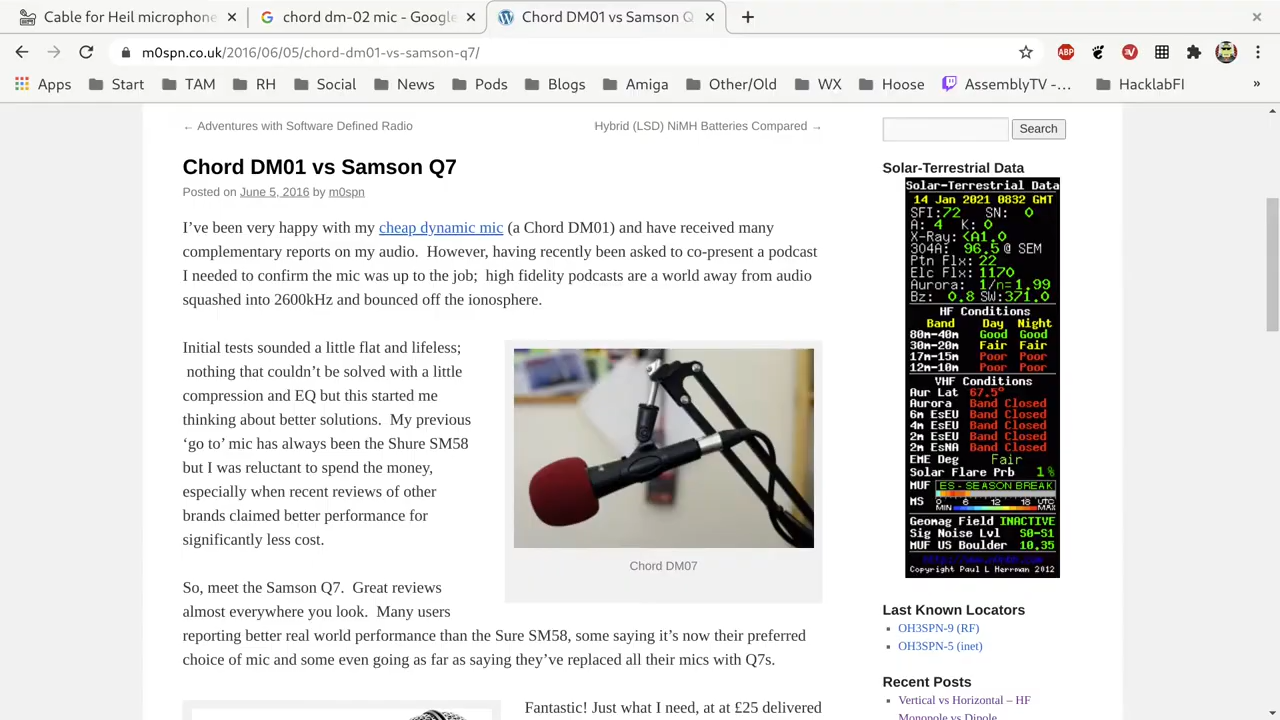 Cable for Heil microphone
chord dm-02 mic - Google
Chord DM01 vs Samson Q
m0spn.co.uk/2016/06/05/chord-dm01-vs-samson-q7/
ABP
Apps Start TAM RH Social News Pods Blogs Amiga Other/Old WX Hoose AssemblyTV -... HacklabFI »
← Adventures with Software Defined Radio
Hybrid (LSD) NiMH Batteries Compared →
Chord DM01 vs Samson Q7
Posted on June 5, 2016 by m0spn
I’ve been very happy with my cheap dynamic mic (a Chord DM01) and have received many
complementary reports on my audio.  However, having recently been asked to co-present a podcast
I needed to confirm the mic was up to the job;  high fidelity podcasts are a world away from audio
squashed into 2600kHz and bounced off the ionosphere.
Initial tests sounded a little flat and lifeless;
nothing that couldn’t be solved with a little
compression and EQ but this started me
thinking about better solutions.  My previous
‘go to’ mic has always been the Shure SM58
but I was reluctant to spend the money,
especially when recent reviews of other
brands claimed better performance for
significantly less cost.
Chord DM07
So, meet the Samson Q7.  Great reviews
almost everywhere you look.  Many users
reporting better real world performance than the Sure SM58, some saying it’s now their preferred
choice of mic and some even going as far as saying they’ve replaced all their mics with Q7s.
Fantastic! Just what I need, at at £25 delivered
Search
Solar-Terrestrial Data
Solar-Terrestrial Data
14 Jan 2021 0832 GMT
SFI:72 SN: 0
A: 4 K: 0
X-Ray: <A1.0
304A: 96.5 @ SEM
Ptn Flx: 22
Elc Flx: 1170
Aurora: 1/n=1.99
Bz: 0.8 SW:371.0
HF Conditions
Band Day Night
80m-40m Good Good
30m-20m Fair Fair
17m-15m Poor Poor
12m-10m Poor Poor
VHF Conditions
Aur Lat 67.5°
Aurora Band Closed
6m EsEU Band Closed
4m EsEU Band Closed
2m EsEU Band Closed
2m EsNA Band Closed
EME Deg Fair
Solar Flare Prb 1%
MUF ES - SEASON BREAK
MS 0 6 12 18 UTC
MIN MAX
Geomag Field INACTIVE
Sig Noise Lvl S0-S1
MUF US Boulder 10.35
Copyright Paul L Herrman 2012
Last Known Locators
OH3SPN-9 (RF)
OH3SPN-5 (inet)
Recent Posts
Vertical vs Horizontal – HF
Monopole vs Dipole